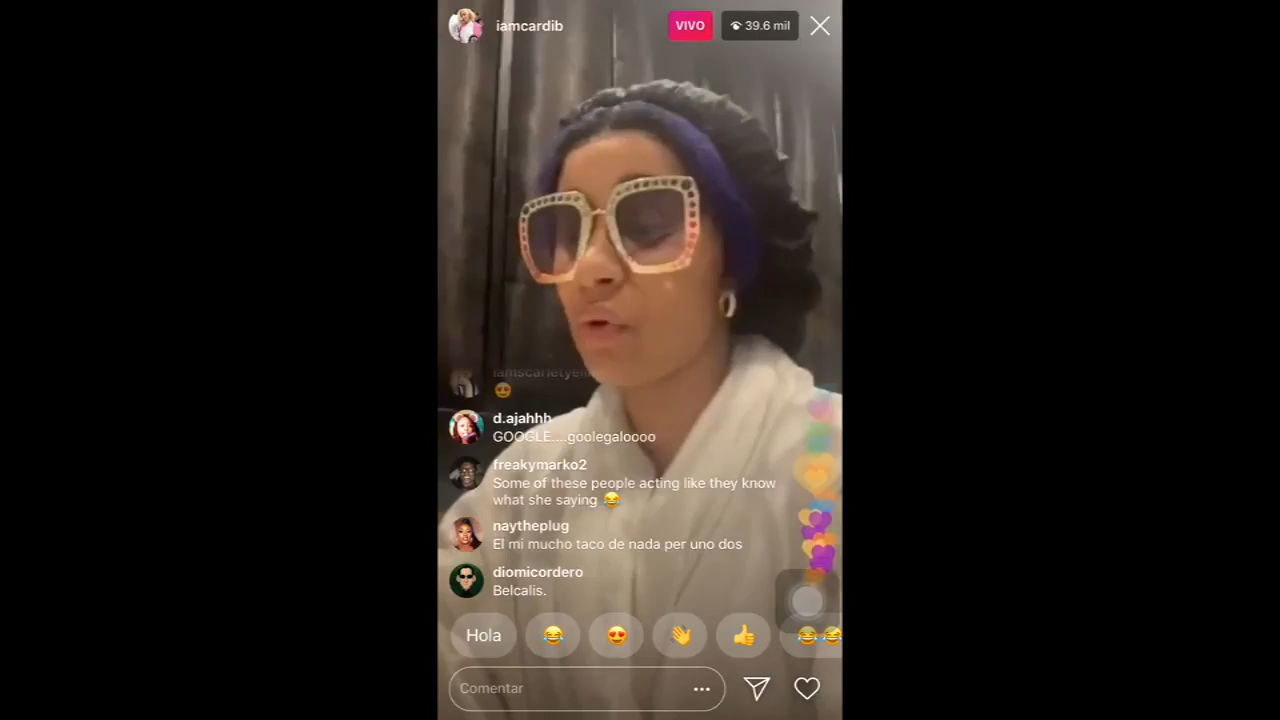 iamcardib
VIVO
39.6 mil
iamscarletye
😍
d.ajahhh
GOOGLE....goolegaloooo
freakymarko2
Some of these people acting like they know
what she saying 😂
naytheplug
El mi mucho taco de nada per uno dos
diomicordero
Belcalis.
Hola
Comentar